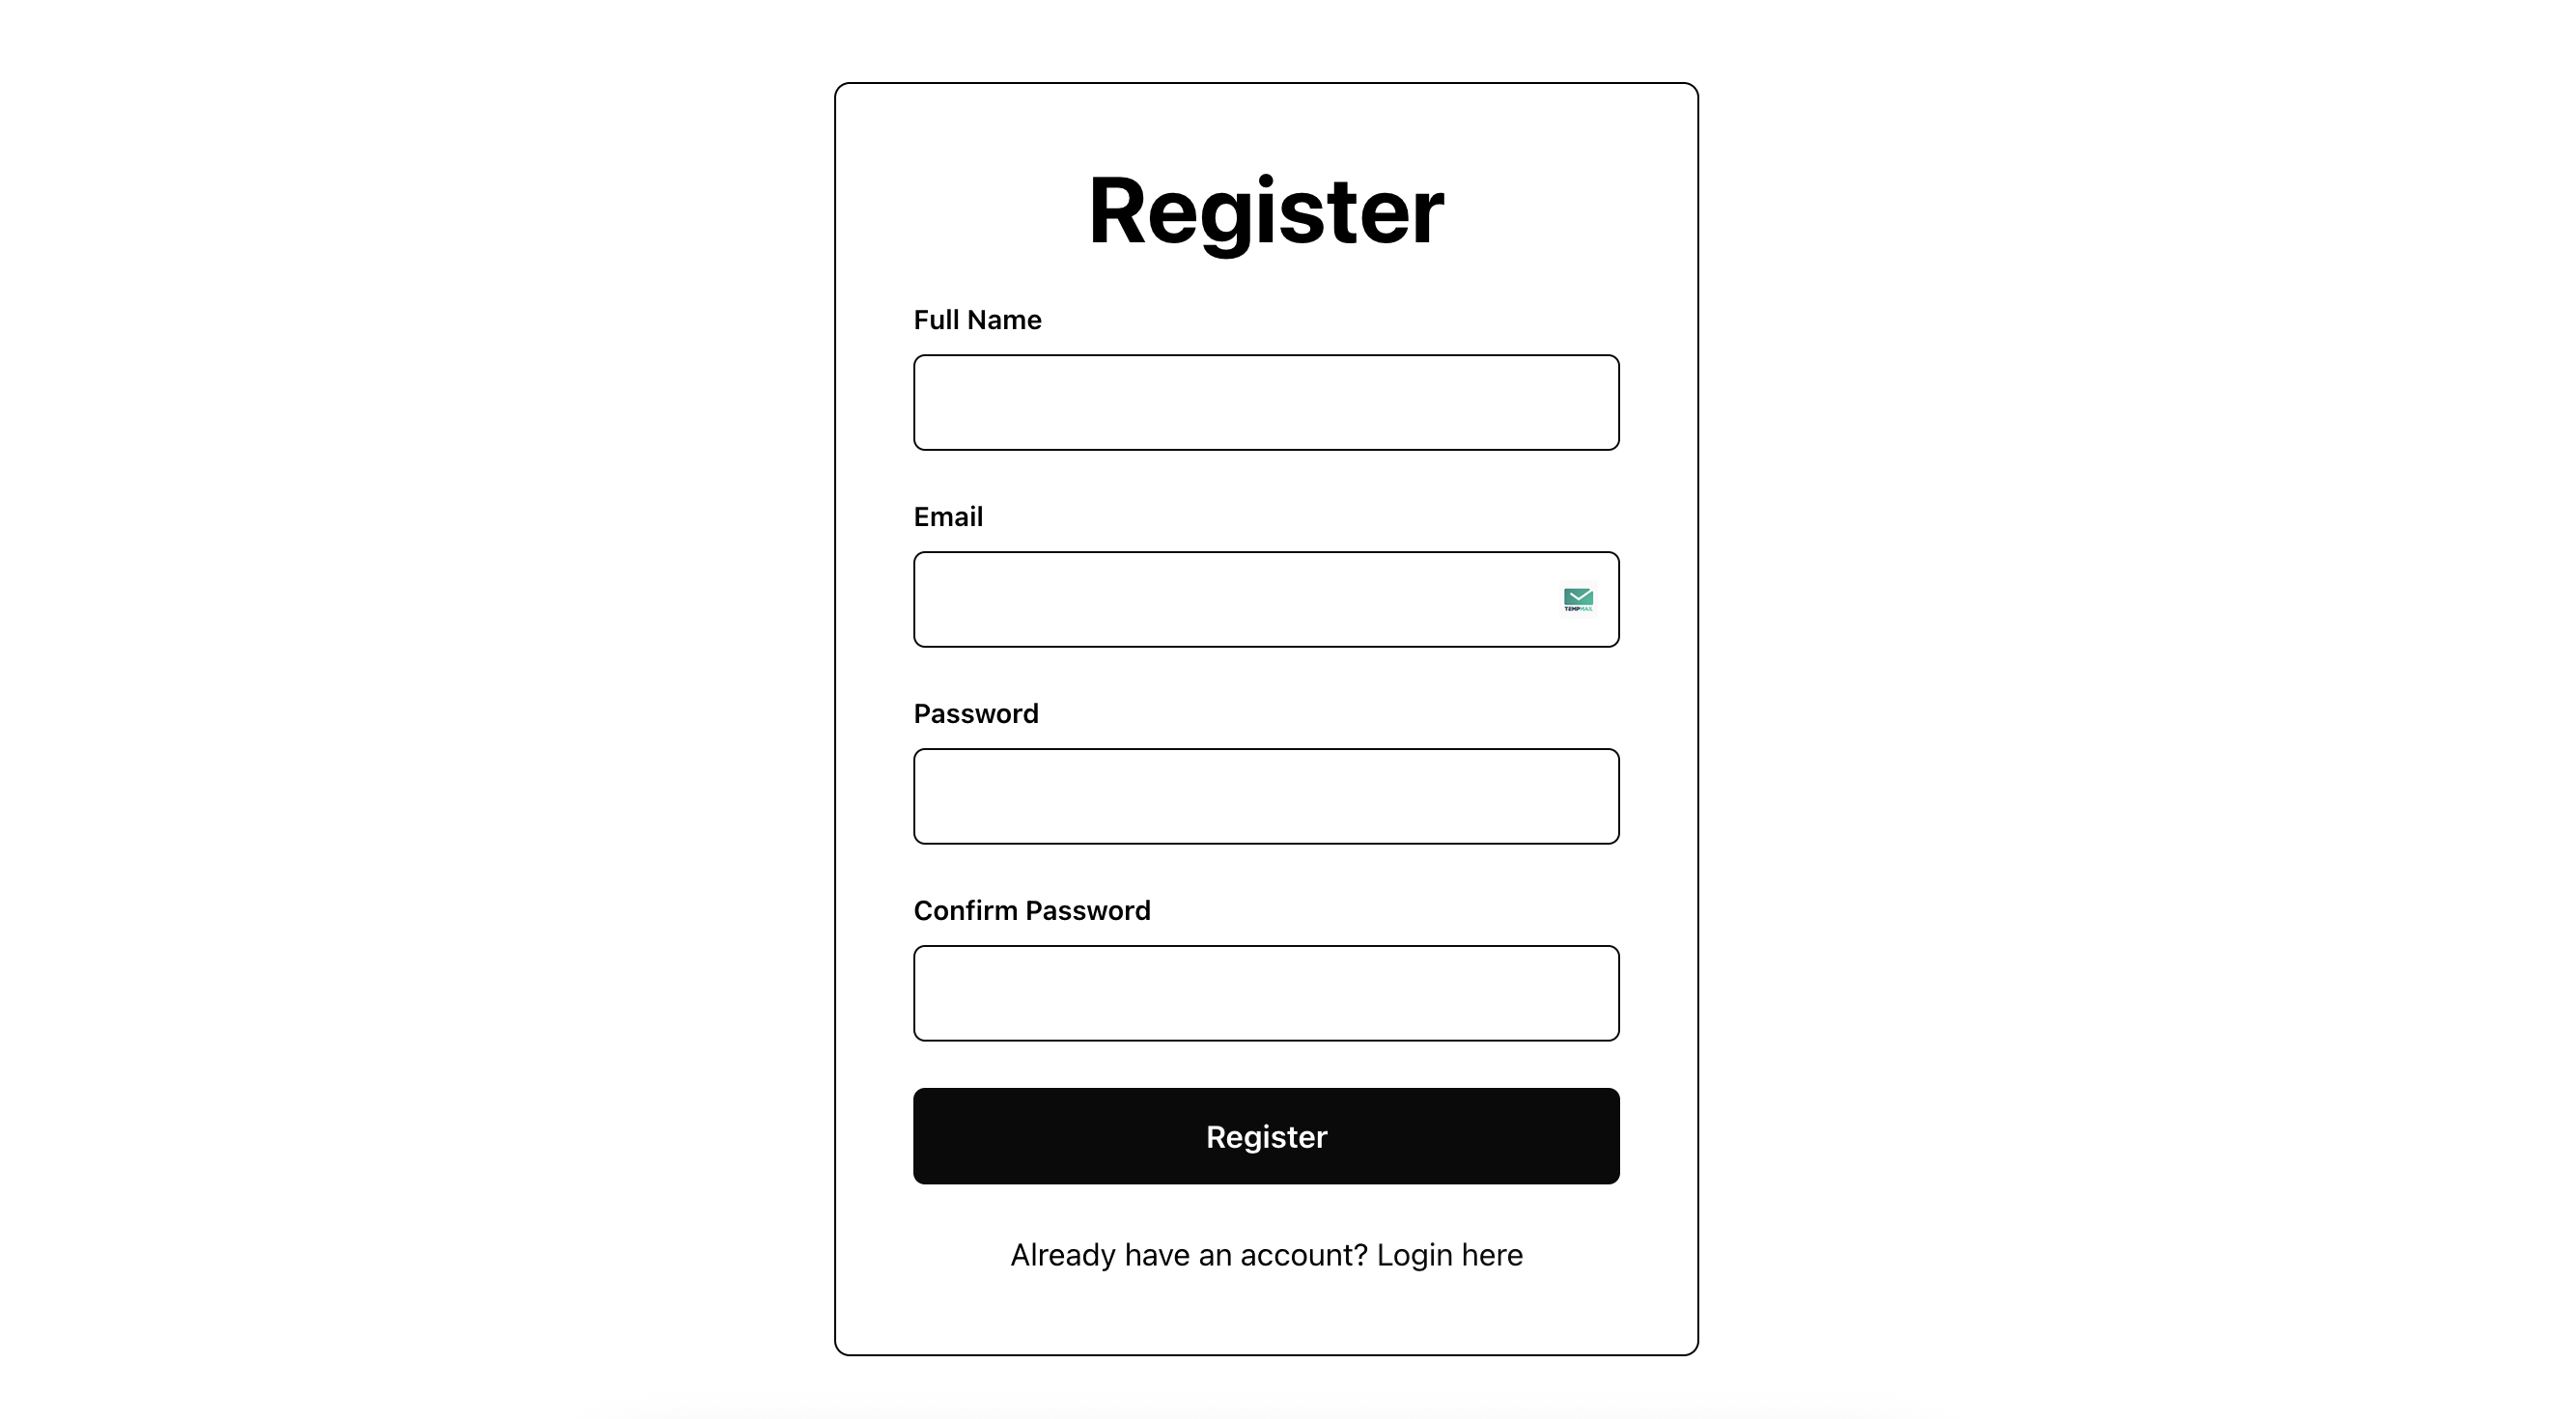 Register
Full Name
Email
TEMPMAIL
Password
Confirm Password
Register
Already have an account? Login here